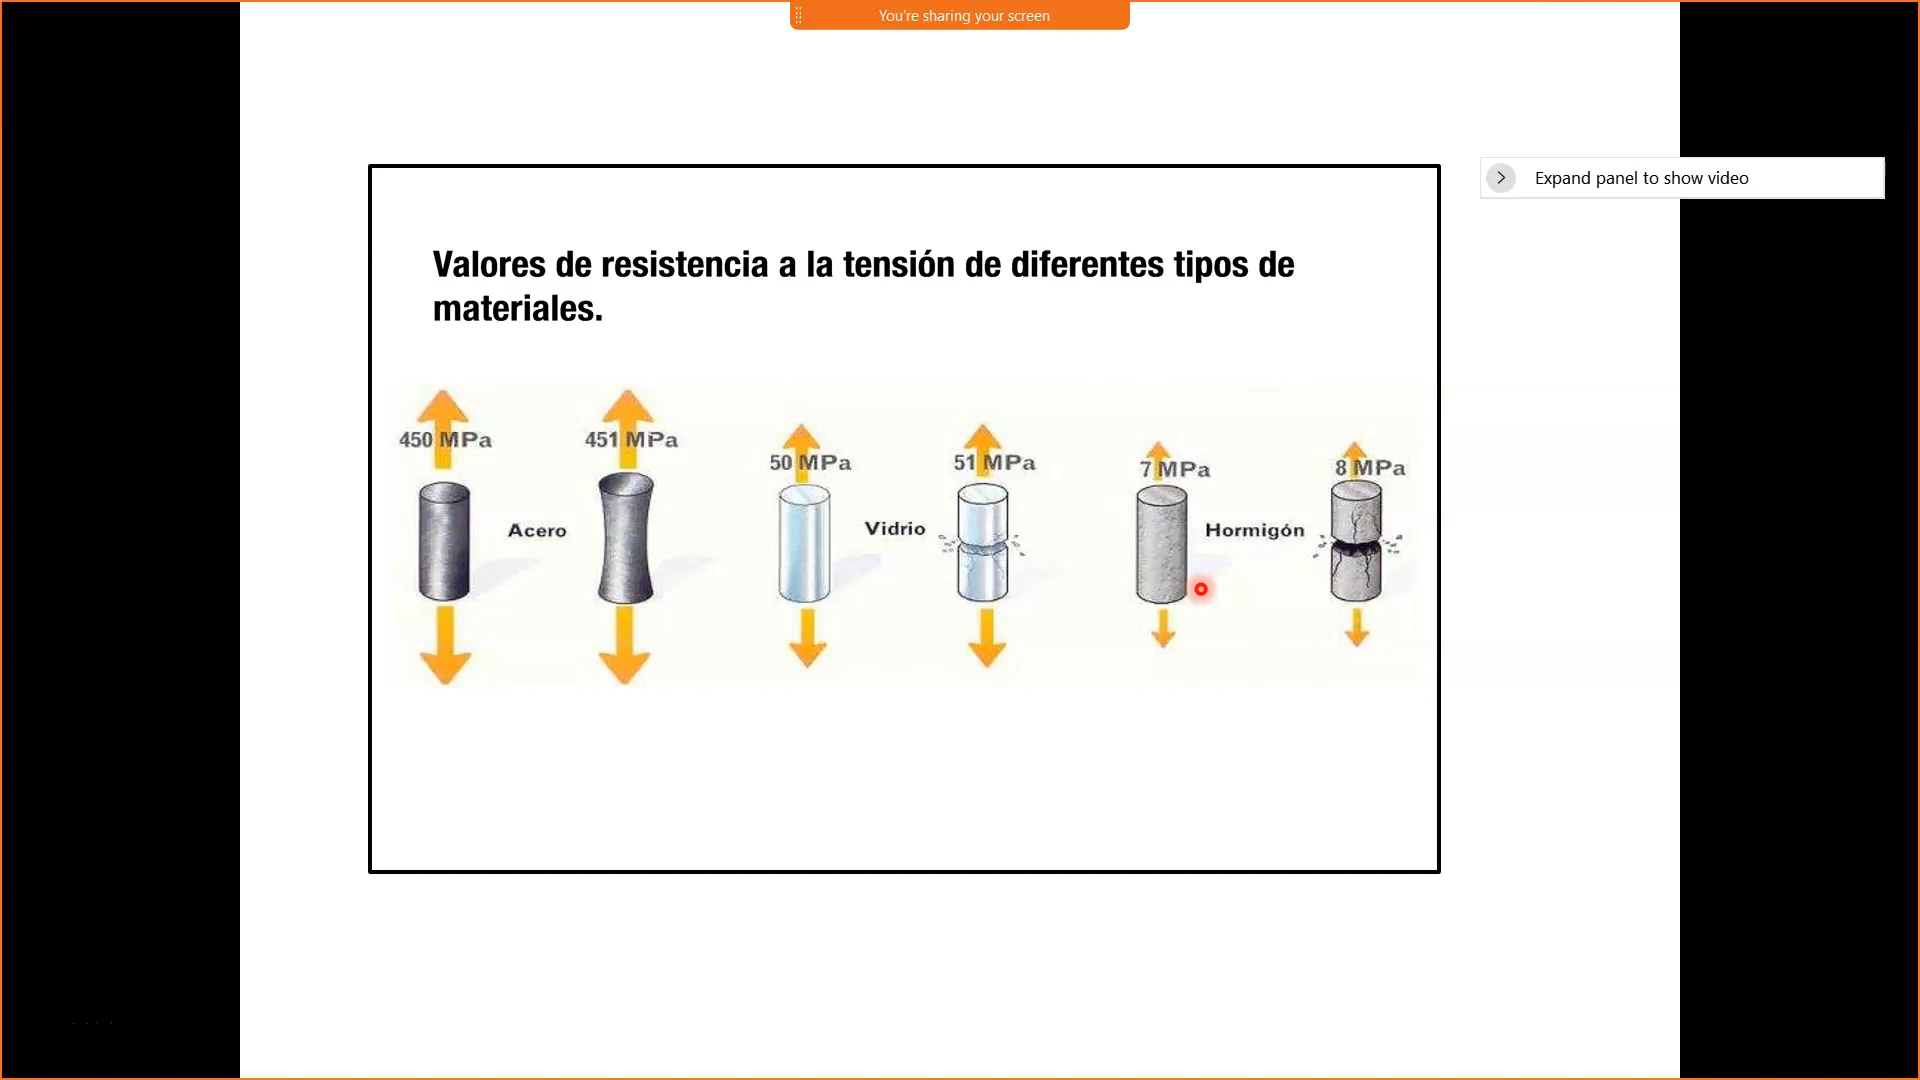 You're sharing your screen
Expand panel to show video
Valores de resistencia a la tensión de diferentes tipos de
materiales.
450 MPa
451 MPa
50 MPa
51 MPa
7 MPa
8 MPa
Acero
Vidrio
Hormigón